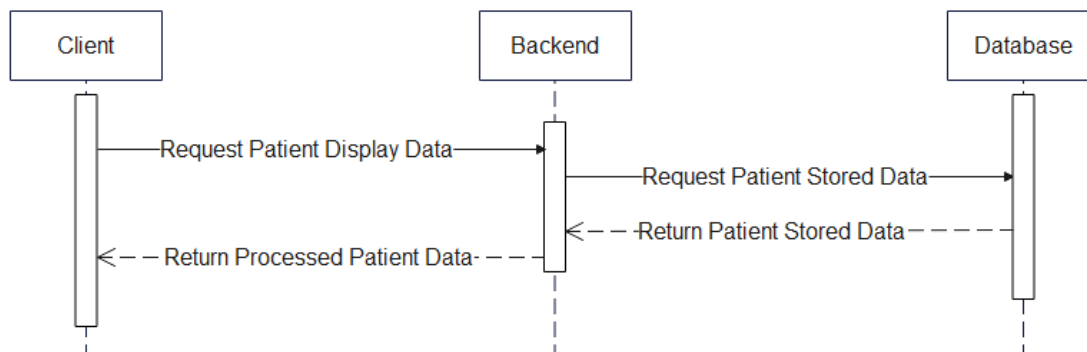 Client
Backend
Database
Request Patient Display Data
Request Patient Stored Data
Return Patient Stored Data
Return Processed Patient Data